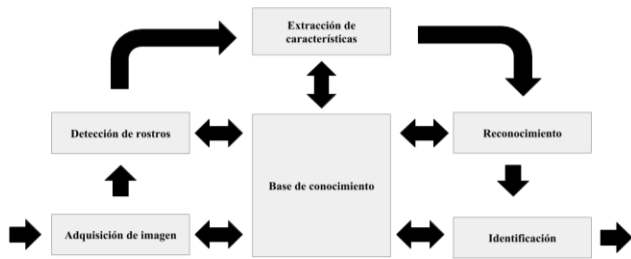 Extracción de
características
Detección de rostros
Base de conocimiento
Reconocimiento
Adquisición de imagen
Identificación